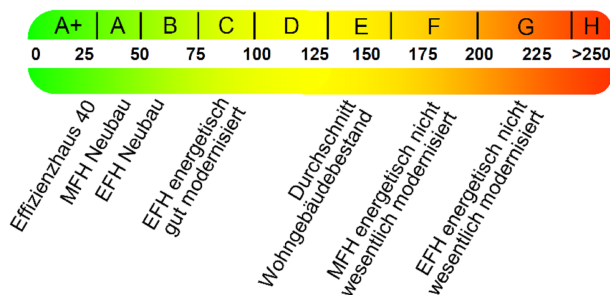 A+ A B C D E F G H
0 25 50 75 100 125 150 175 200 225 >250
Effizienzhaus 40
MFH Neubau
EFH Neubau
EFH energetisch
gut modernisiert
Durchschnitt
Wohngebäudebestand
MFH energetisch nicht
wesentlich modernisiert
EFH energetisch nicht
wesentlich modernisiert